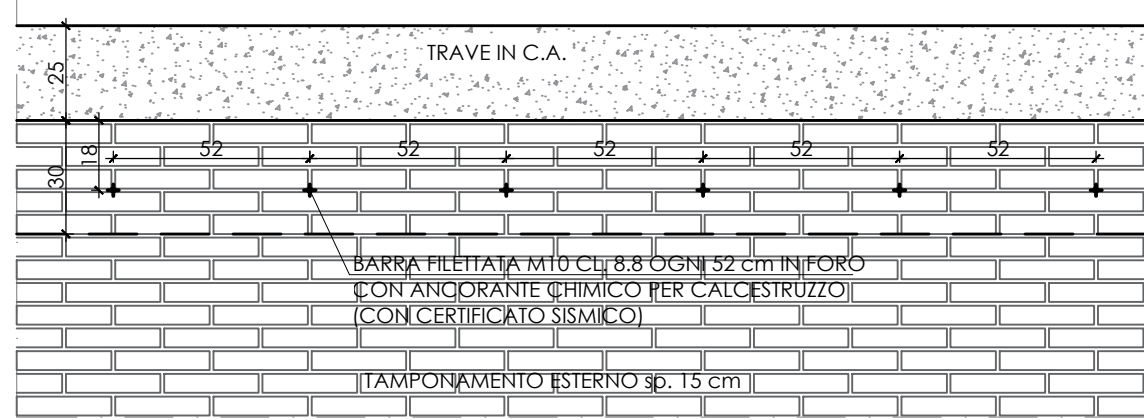 TRAVE IN C.A.
25
52 52 52 52 52
18
30
BARRA FILETTATA M10 CL. 8.8 OGNI 52 cm IN FORO
CON ANCORANTE CHIMICO PER CALCESTRUZZO
(CON CERTIFICATO SISMICO)
TAMPONAMENTO ESTERNO sp. 15 cm